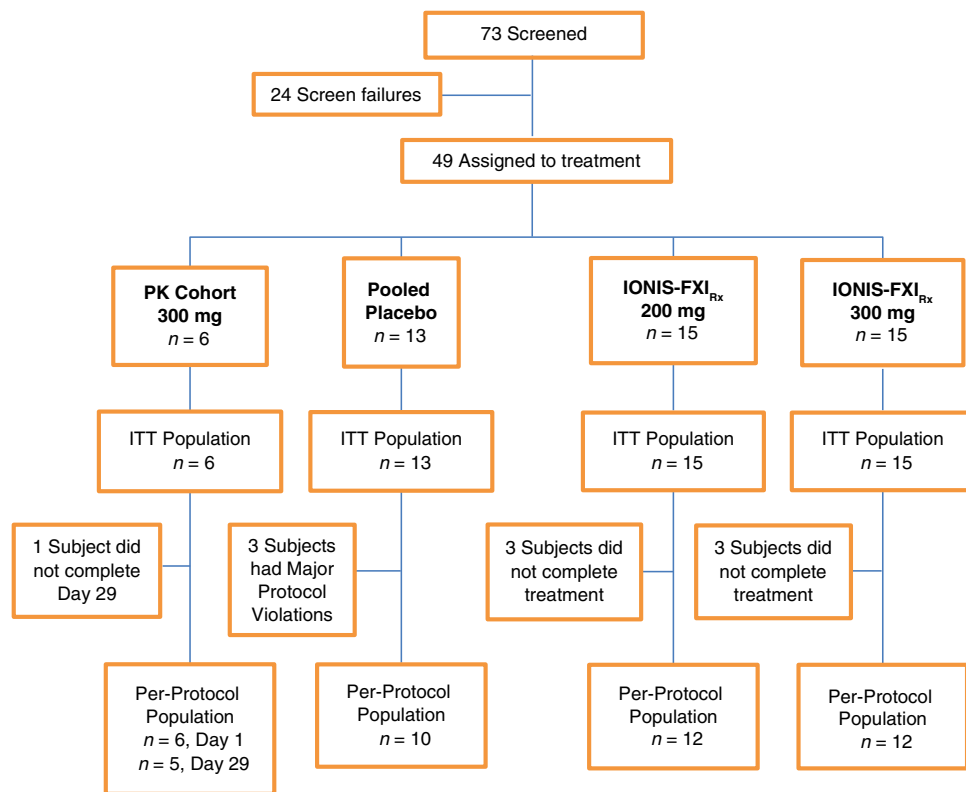 73 Screened
24 Screen failures
49 Assigned to treatment
PK Cohort
300 mg
n = 6
Pooled
Placebo
n = 13
IONIS-FXIRx
200 mg
n = 15
IONIS-FXIRx
300 mg
n = 15
ITT Population
n = 6
ITT Population
n = 13
ITT Population
n = 15
ITT Population
n = 15
1 Subject did
not complete
Day 29
3 Subjects
had Major
Protocol
Violations
3 Subjects did
not complete
treatment
3 Subjects did
not complete
treatment
Per-Protocol
Population
n = 6, Day 1
n = 5, Day 29
Per-Protocol
Population
n = 10
Per-Protocol
Population
n = 12
Per-Protocol
Population
n = 12